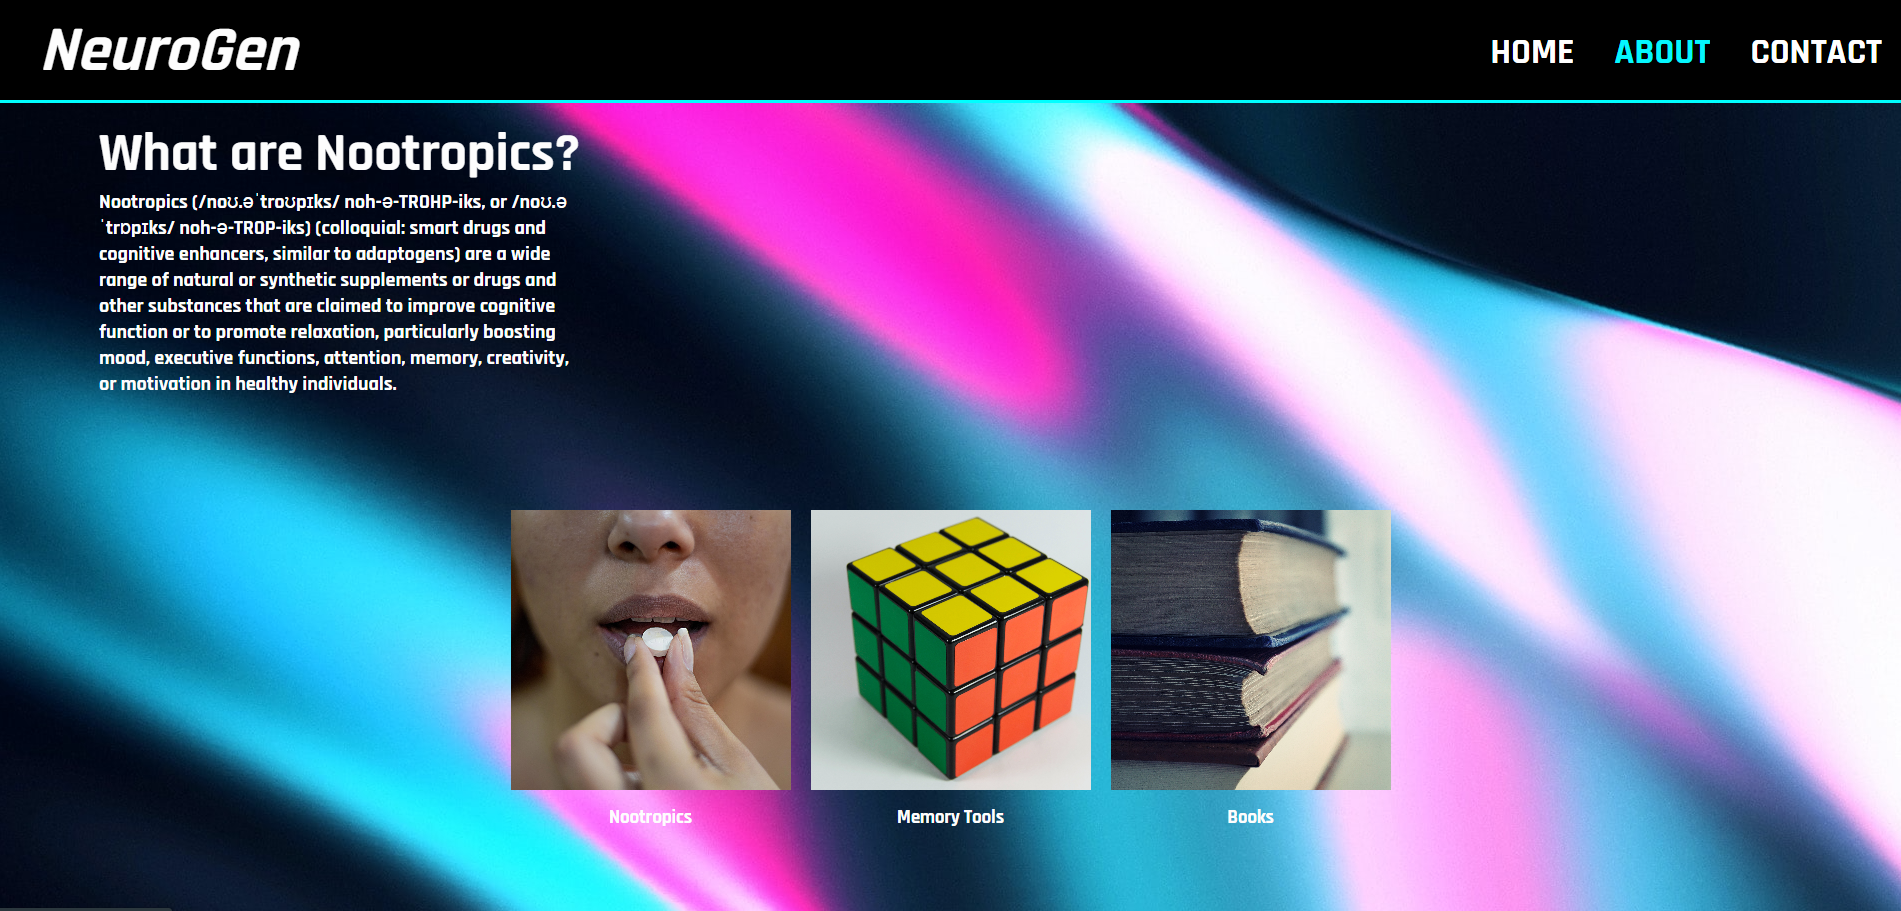 NeuroGen
HOME ABOUT CONTACT
What are Nootropics?
Nootropics (/noʊ.əˈtroʊpɪks/ noh-ə-TROHP-iks, or /noʊ.ə
ˈtrɒpɪks/ noh-ə-TROP-iks) (colloquial: smart drugs and
cognitive enhancers, similar to adaptogens) are a wide
range of natural or synthetic supplements or drugs and
other substances that are claimed to improve cognitive
function or to promote relaxation, particularly boosting
mood, executive functions, attention, memory, creativity,
or motivation in healthy individuals.
Nootropics
Memory Tools
Books